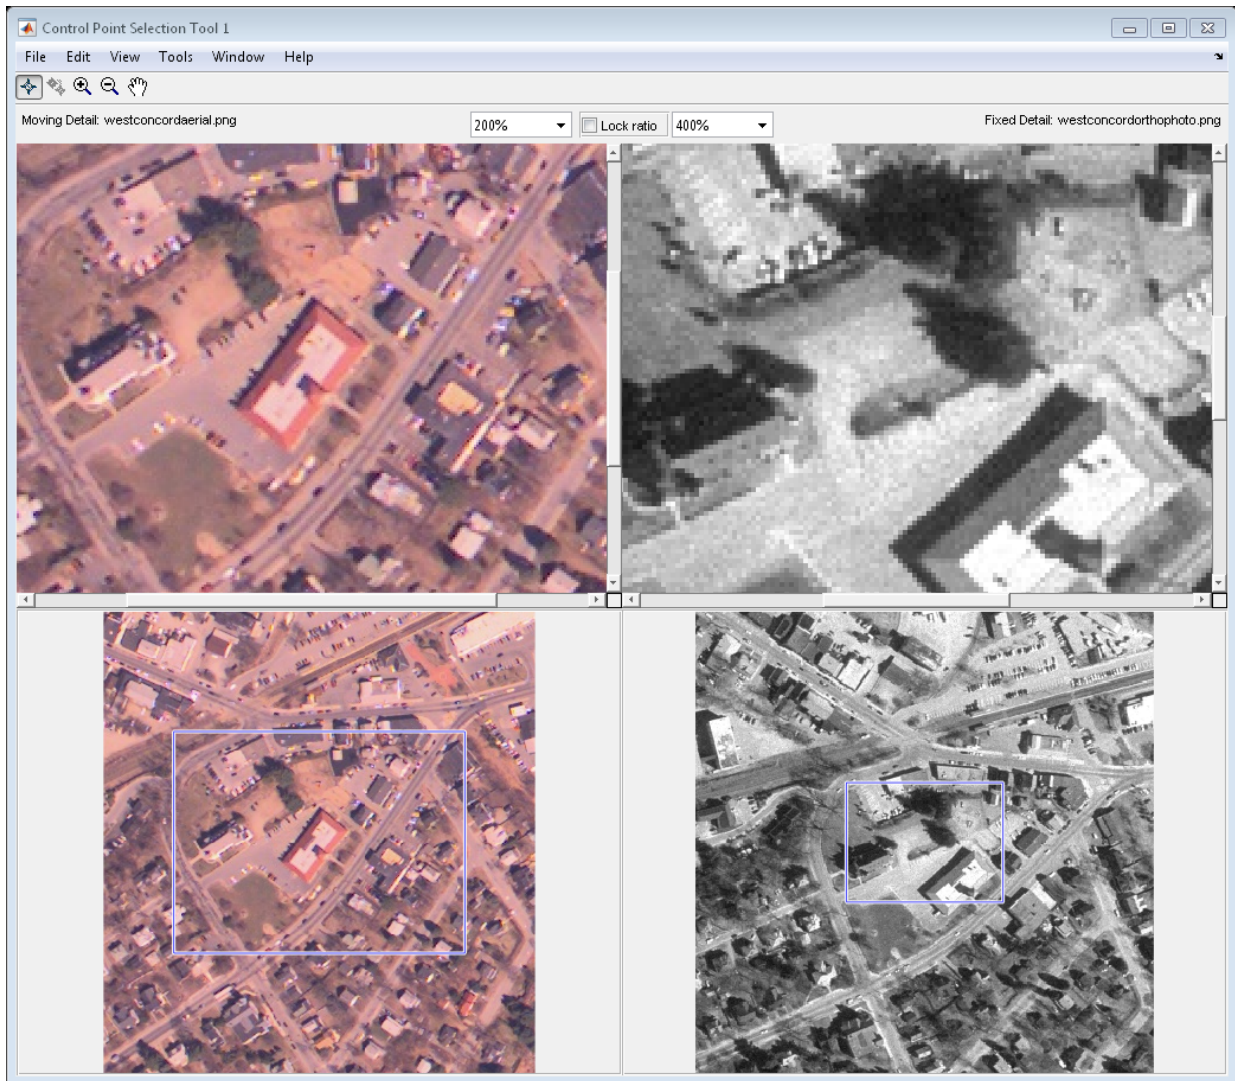 Control Point Selection Tool 1
File Edit View Tools Window Help
Moving Detail: westconcordaerial.png 200% Lock ratio 400% Fixed Detail: westconcordorthophoto.png